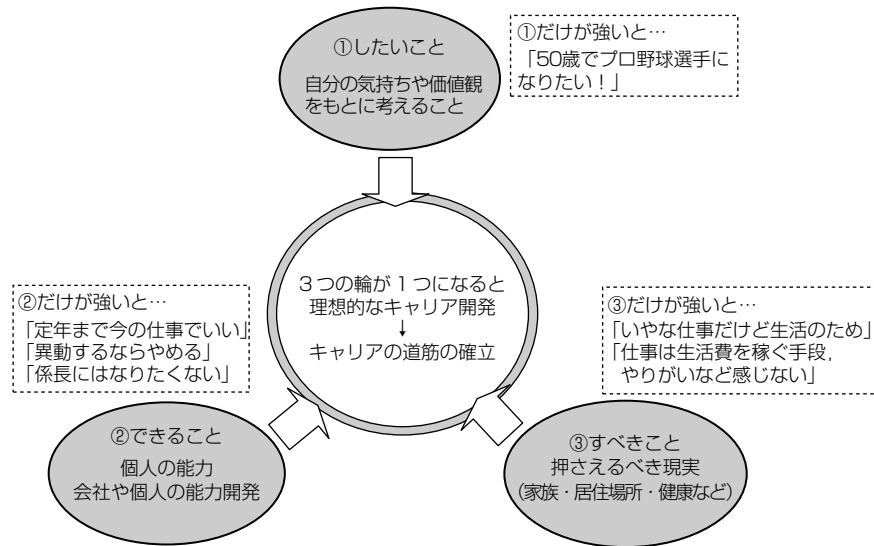 ①したいこと
自分の気持ちや価値観
をもとに考えること
①だけが強いと…
「50歳でプロ野球選手に
なりたい！」
3つの輪が1つになると
理想的なキャリア開発
↓
キャリアの道筋の確立
②だけが強いと…
「定年まで今の仕事でいい」
「異動するならやめる」
「係長にはなりたくない」
②できること
個人の能力
会社や個人の能力開発
③だけが強いと…
「いやな仕事だけど生活のため」
「仕事は生活費を稼ぐ手段，
やりがいなど感じない」
③すべきこと
押さえるべき現実
（家族・居住場所・健康など）